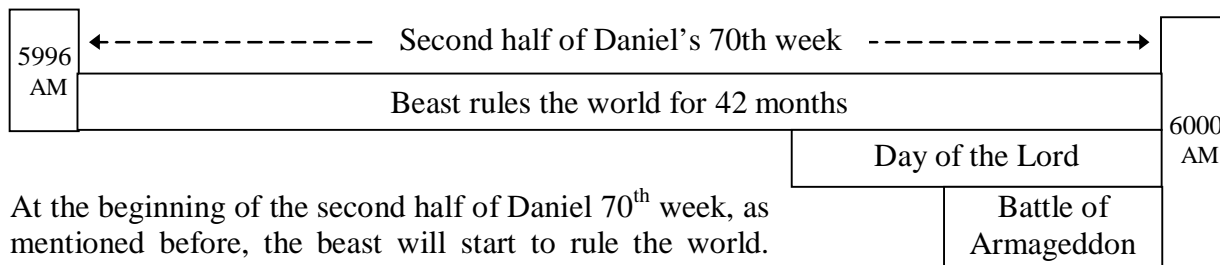 5996
AM
Second half of Daniel's 70th week
Beast rules the world for 42 months
6000
AM
Day of the Lord
Battle of
Armageddon
At the beginning of the second half of Daniel 70th week, as
mentioned before, the beast will start to rule the world.